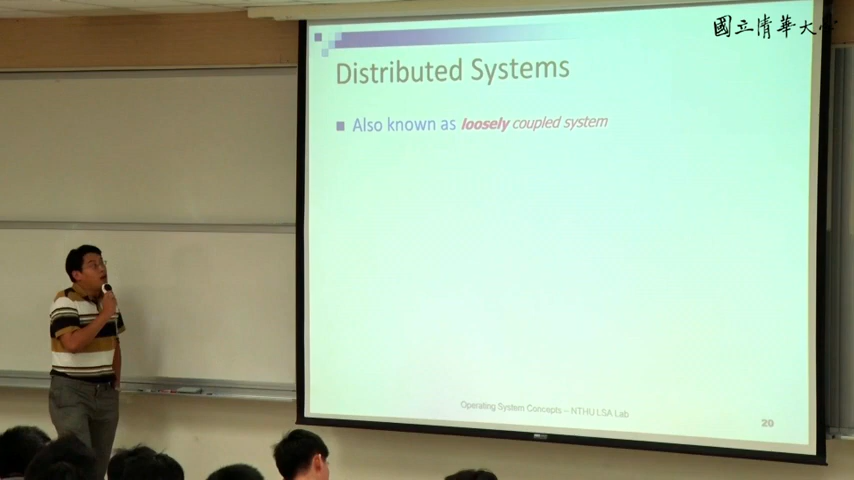 國立清華大學
Distributed Systems
Also known as loosely coupled system
Operating System Concepts – NTHU LSA Lab
20